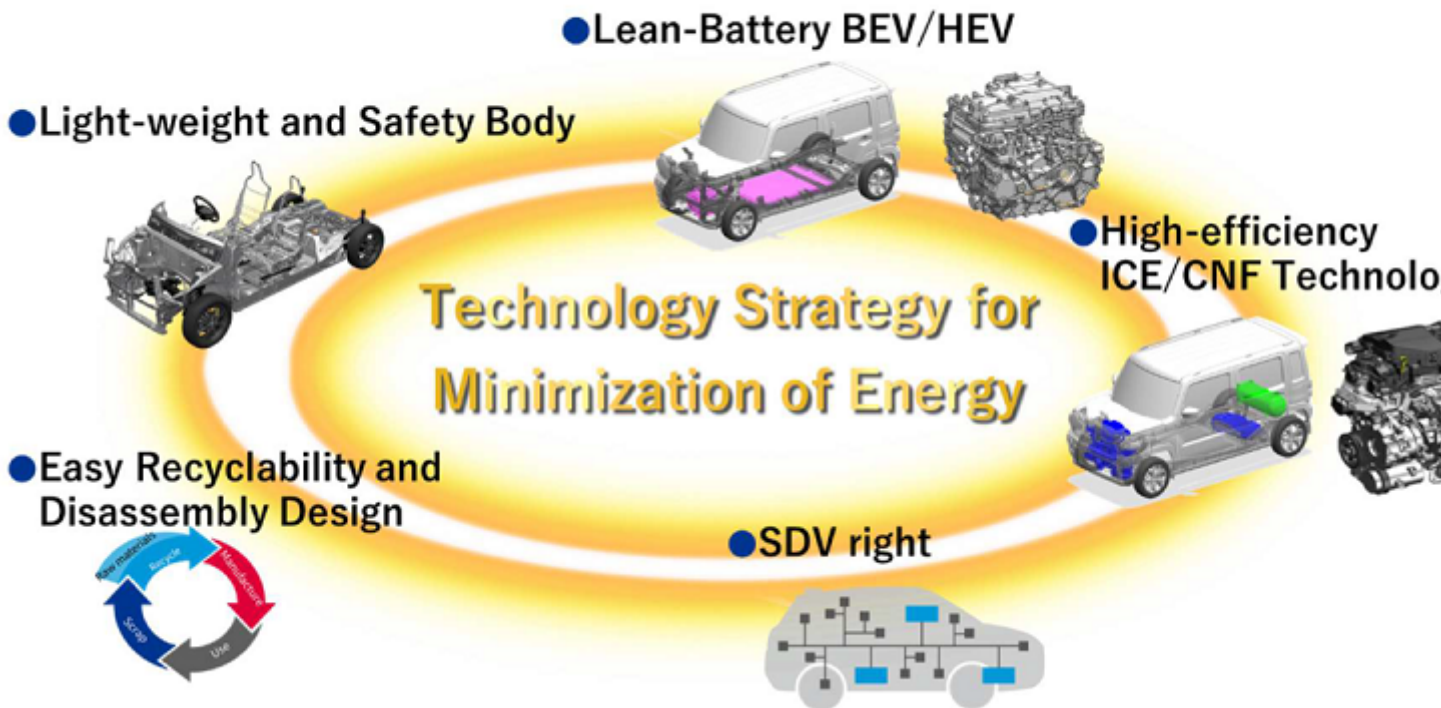 ●Lean-Battery BEV/HEV
●Light-weight and Safety Body
●High-efficiency
ICE/CNF Technolo
Technology Strategy for
Minimization of Energy
●Easy Recyclability and
Disassembly Design
Raw materials
Recycle
Manufacture
Use
Scrap
●SDV right